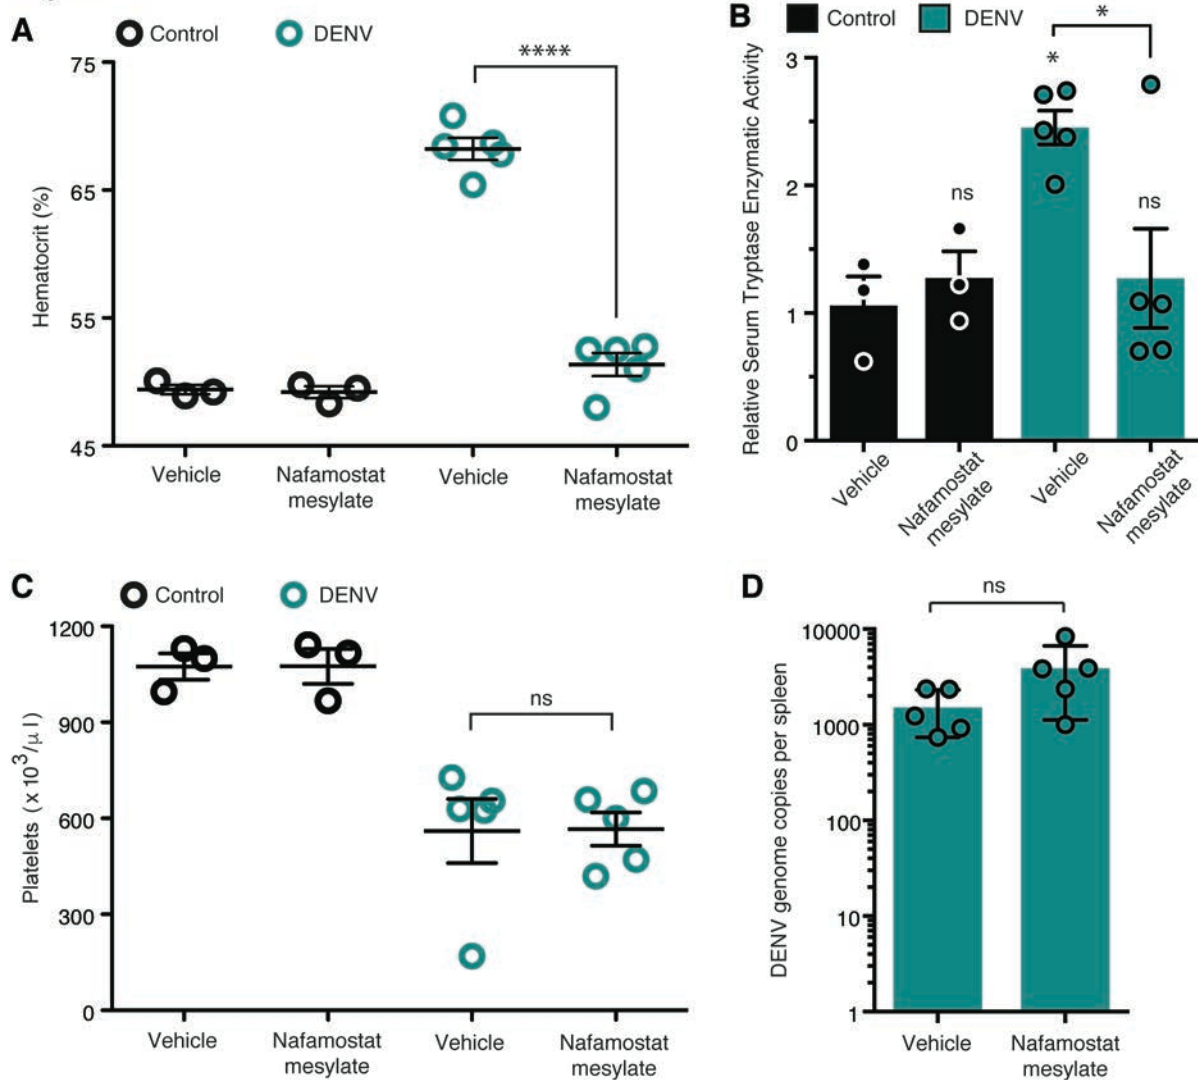 A
Control
DENV
****
75
65
55
45
Hematocrit (%)
Vehicle
Nafamostat
mesylate
Vehicle
Nafamostat
mesylate
B
Control
DENV
*
*
ns
ns
3
2
1
0
Relative Serum Tryptase Enzymatic Activity
Vehicle
Nafamostat
mesylate
Vehicle
Nafamostat
mesylate
C
Control
DENV
1200
900
600
300
0
Platelets (x 10³/μl)
ns
Vehicle
Nafamostat
mesylate
Vehicle
Nafamostat
mesylate
D
ns
10000
1000
100
10
1
DENV genome copies per spleen
Vehicle
Nafamostat
mesylate